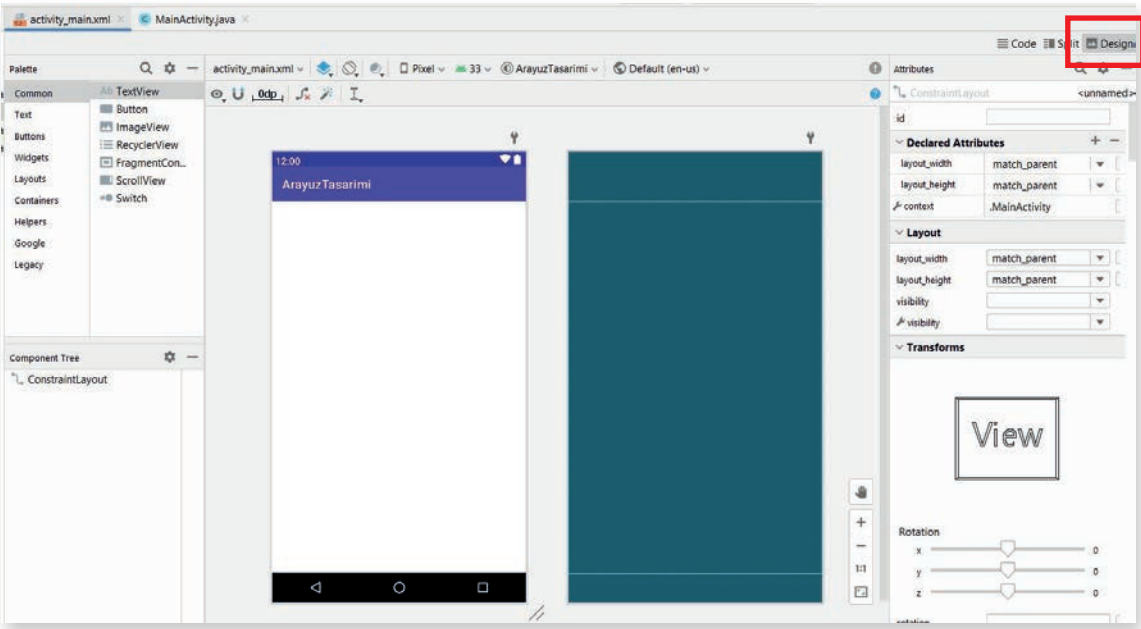 activity_main.xml
MainActivity.java
Code
Split
Design
Palette
activity_main.xml
Pixel
33
ArayuzTasarimi
Default (en-us)
Attributes
Common
Text
Buttons
Widgets
Layouts
Containers
Helpers
Google
Legacy
Ab TextView
Button
ImageView
RecyclerView
FragmentCon...
ScrollView
Switch
0dp
12:00
ArayuzTasarimi
Component Tree
ConstraintLayout
1:1
ConstraintLayout
<unnamed>
id
Declared Attributes
layout_width match_parent
layout_height match_parent
context .MainActivity
Layout
layout_width match_parent
layout_height match_parent
visibility
visibility
Transforms
View
Rotation
x 0
y 0
z 0
rotation